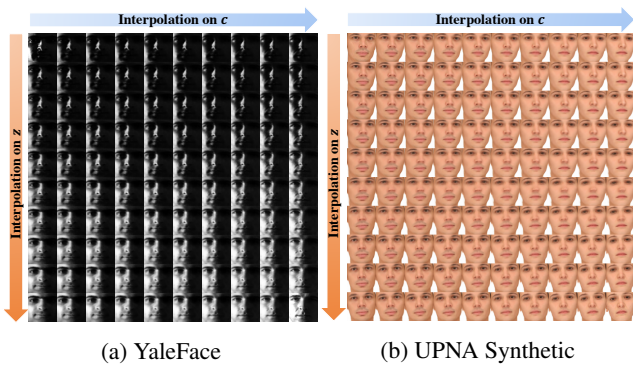 Interpolation on c
Interpolation on c
Interpolation on z
Interpolation on z
(a) YaleFace
(b) UPNA Synthetic